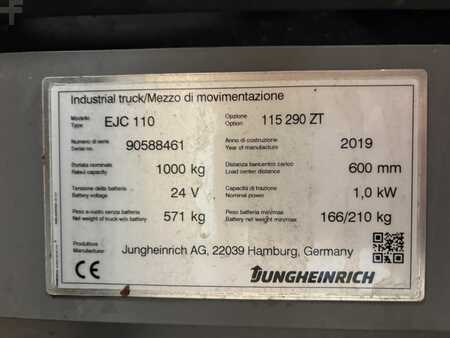 Industrial truck/Mezzo di movimentazione
Modello
Type EJC 110 Opzione
Option 115 290 ZT
Numero di serie
Serial no. 90588461 Anno di costruzione
Year of manufacture 2019
Portata nominale
Rated capacity 1000 kg Distanza baricentro carico
Load center distance 600 mm
Tensione della batteria
Battery voltage 24 V Capacità di trazione
Nominal power 1,0 kW
Peso a vuoto senza batteria
Net weight of truck w/o battery 571 kg Peso batteria min/max
Battery net weight min/max 166/210 kg
Produttore
Manufacturer Jungheinrich AG, 22039 Hamburg, Germany
CE JUNGHEINRICH